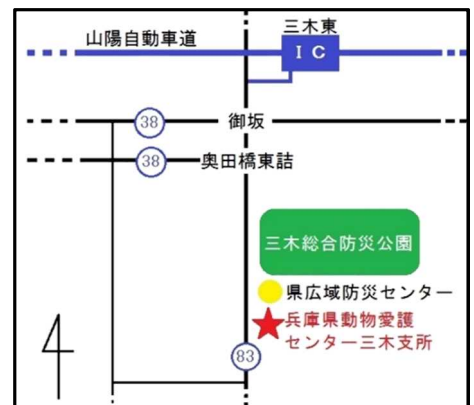 三木東
山陽自動車道
IC
38
御坂
38
奥田橋東詰
三木総合防災公園
県広域防災センター
兵庫県動物愛護
センター三木支所
83